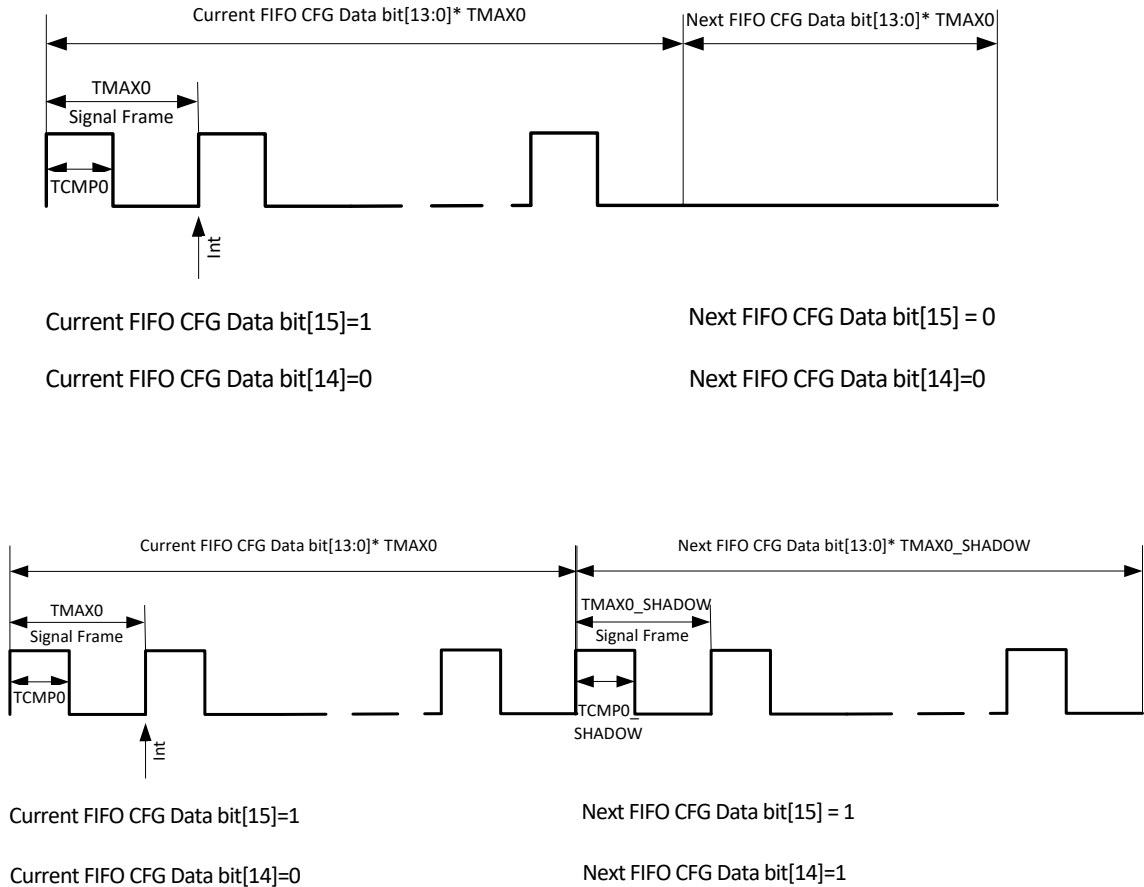 Current FIFO CFG Data bit[13:0]* TMAX0
Next FIFO CFG Data bit[13:0]* TMAX0
TMAX0
Signal Frame
TCMP0
Int
Current FIFO CFG Data bit[15]=1
Next FIFO CFG Data bit[15] = 0
Current FIFO CFG Data bit[14]=0
Next FIFO CFG Data bit[14]=0
Current FIFO CFG Data bit[13:0]* TMAX0
Next FIFO CFG Data bit[13:0]* TMAX0_SHADOW
TMAX0
Signal Frame
TMAX0_SHADOW
Signal Frame
TCMP0
TCMP0_
SHADOW
Int
Current FIFO CFG Data bit[15]=1
Next FIFO CFG Data bit[15] = 1
Current FIFO CFG Data bit[14]=0
Next FIFO CFG Data bit[14]=1